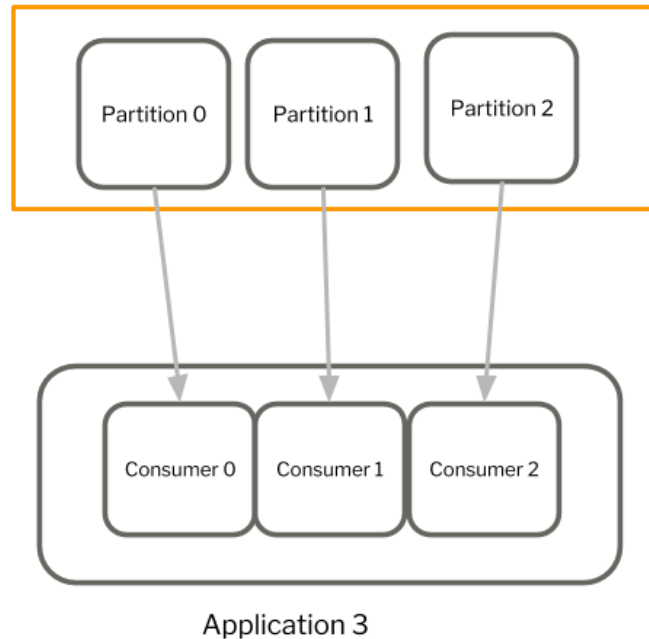 Partition 0
Partition 1
Partition 2
Consumer 0
Consumer 1
Consumer 2
Application 3